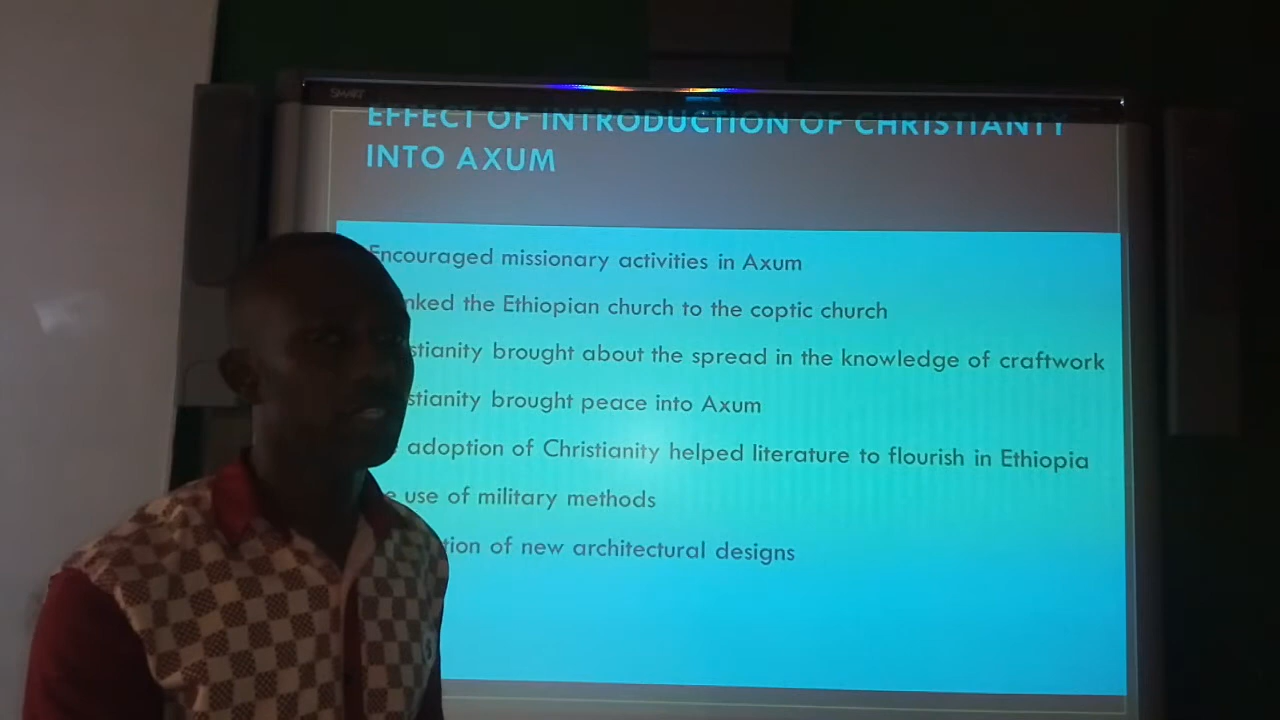 SMART
EFFECT OF INTRODUCTION OF CHRISTIANTY
INTO AXUM
Encouraged missionary activities in Axum
nked the Ethiopian church to the coptic church
stianity brought about the spread in the knowledge of craftwork
stianity brought peace into Axum
adoption of Christianity helped literature to flourish in Ethiopia
use of military methods
tion of new architectural designs